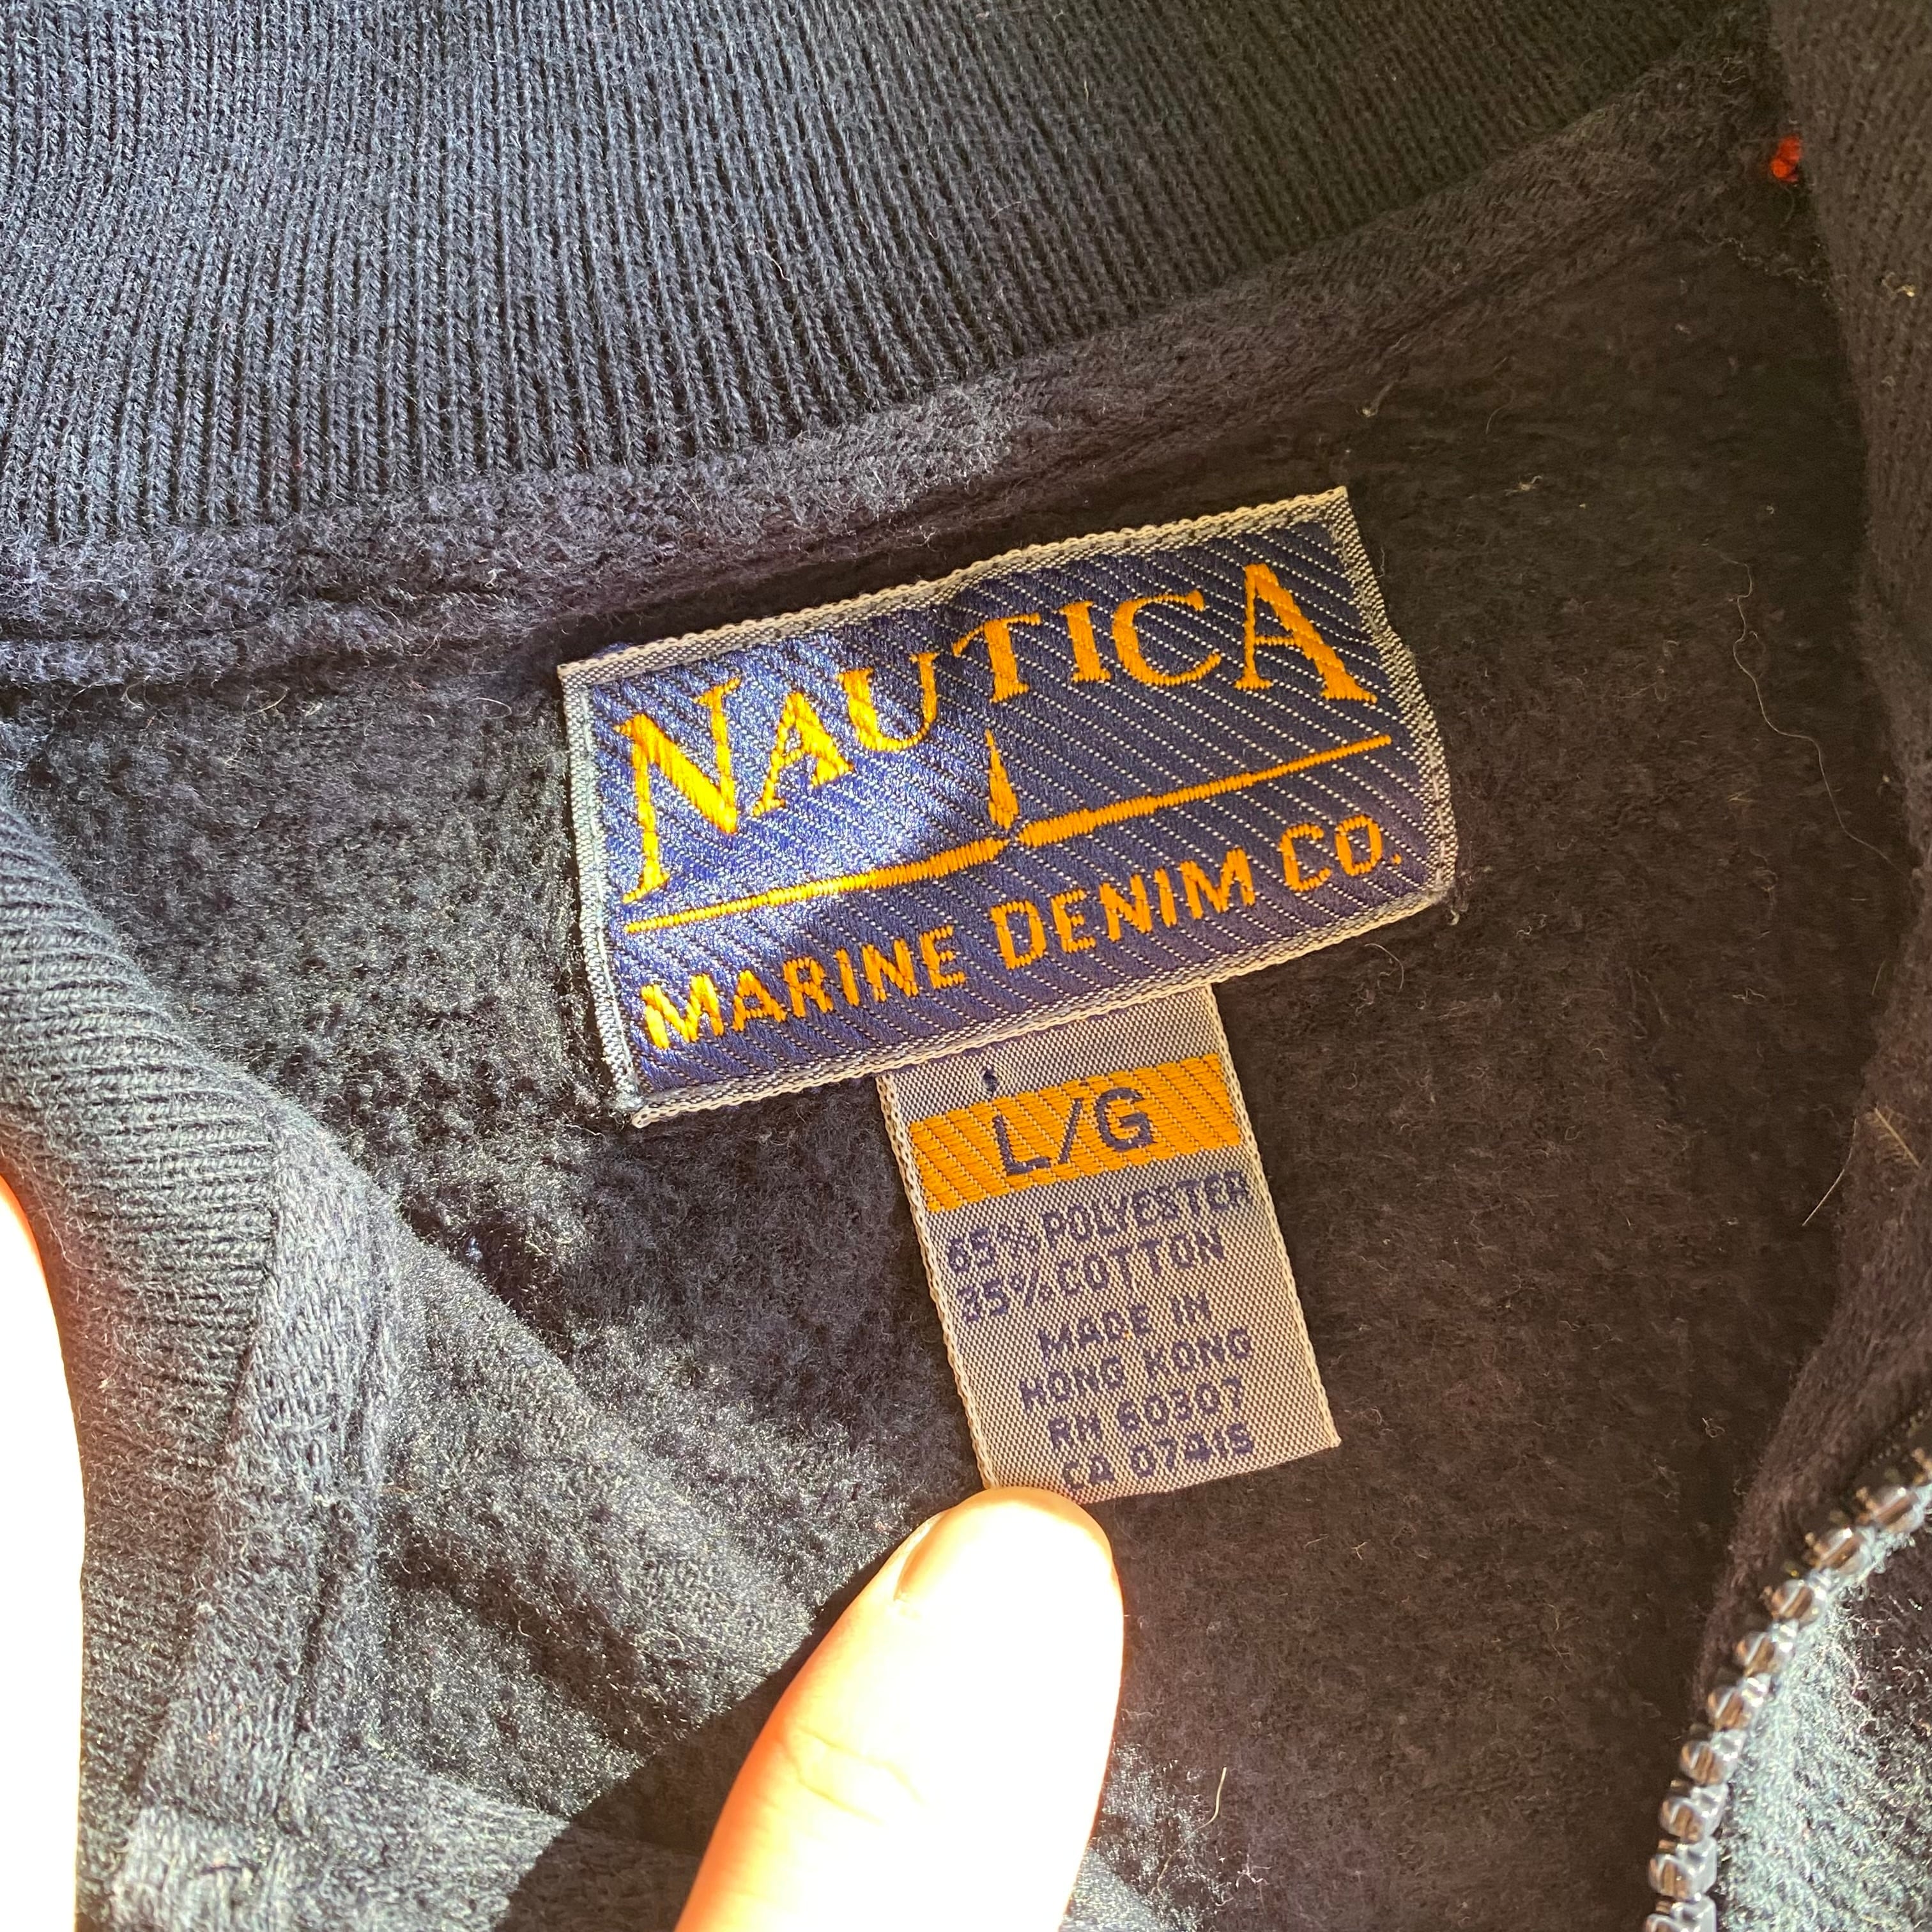 NAUTICA
MARINE DENIM CO.
L/G
65% POLYESTER
35% COTTON
MADE IN
HONG KONG
RN 60307
CA 07415